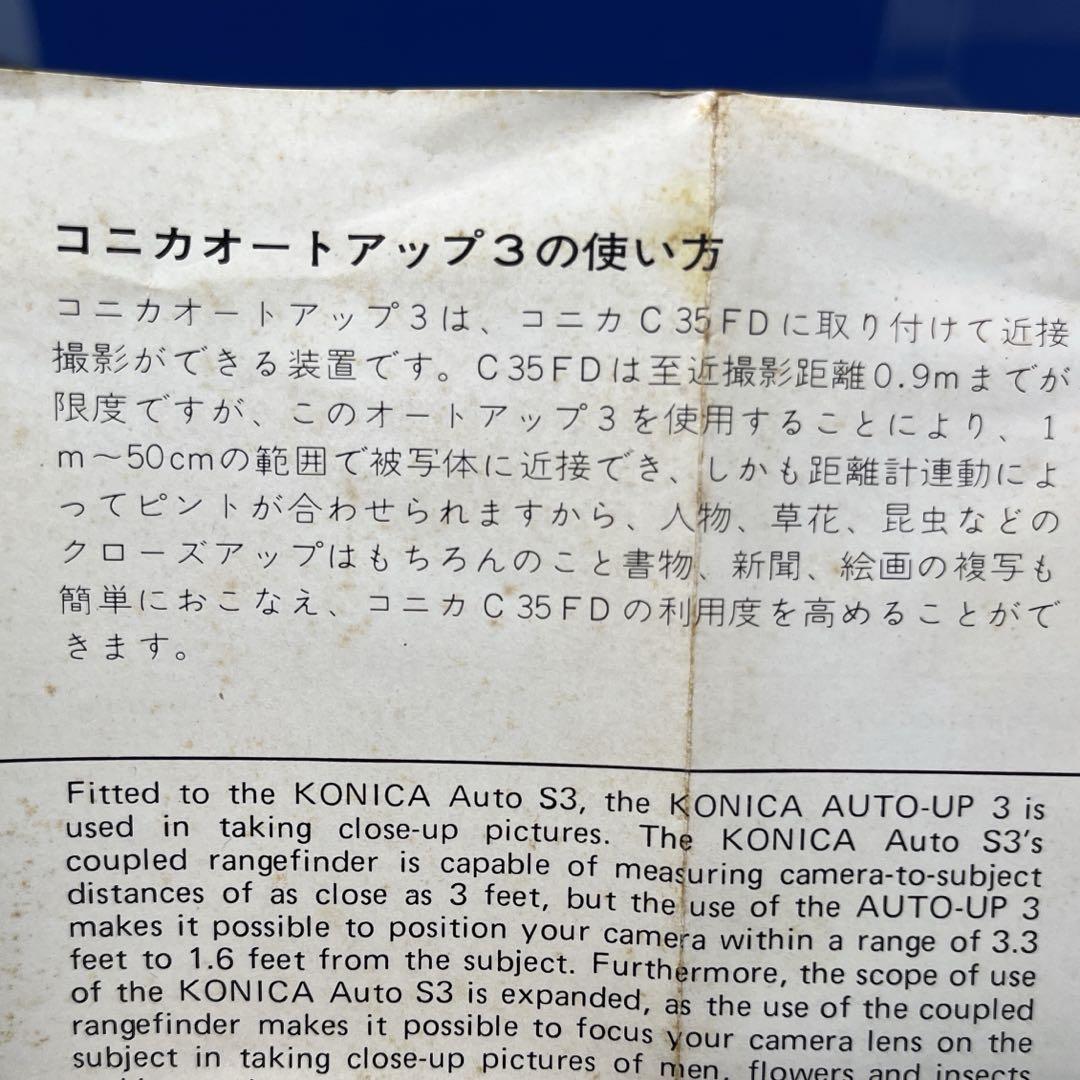 コニカオートアップ3の使い方
コニカオートアップ3は、コニカC35FDに取り付けて近接
撮影ができる装置です。C35FDは至近撮影距離0.9mまでが
限度ですが、このオートアップ3を使用することにより、1
m～50cmの範囲で被写体に近接でき、しかも距離計連動によ
ってピントが合わせられますから、人物、草花、昆虫などの
クローズアップはもちろんのこと書物、新聞、絵画の複写も
簡単におこなえ、コニカC35FDの利用度を高めることがで
きます。
Fitted to the KONICA Auto S3, the KONICA AUTO-UP 3 is
used in taking close-up pictures. The KONICA Auto S3's
coupled rangefinder is capable of measuring camera-to-subject
distances of as close as 3 feet, but the use of the AUTO-UP 3
makes it possible to position your camera within a range of 3.3
feet to 1.6 feet from the subject. Furthermore, the scope of use
of the KONICA Auto S3 is expanded, as the use of the coupled
rangefinder makes it possible to focus your camera lens on the
subject in taking close-up pictures of men, flowers and insects